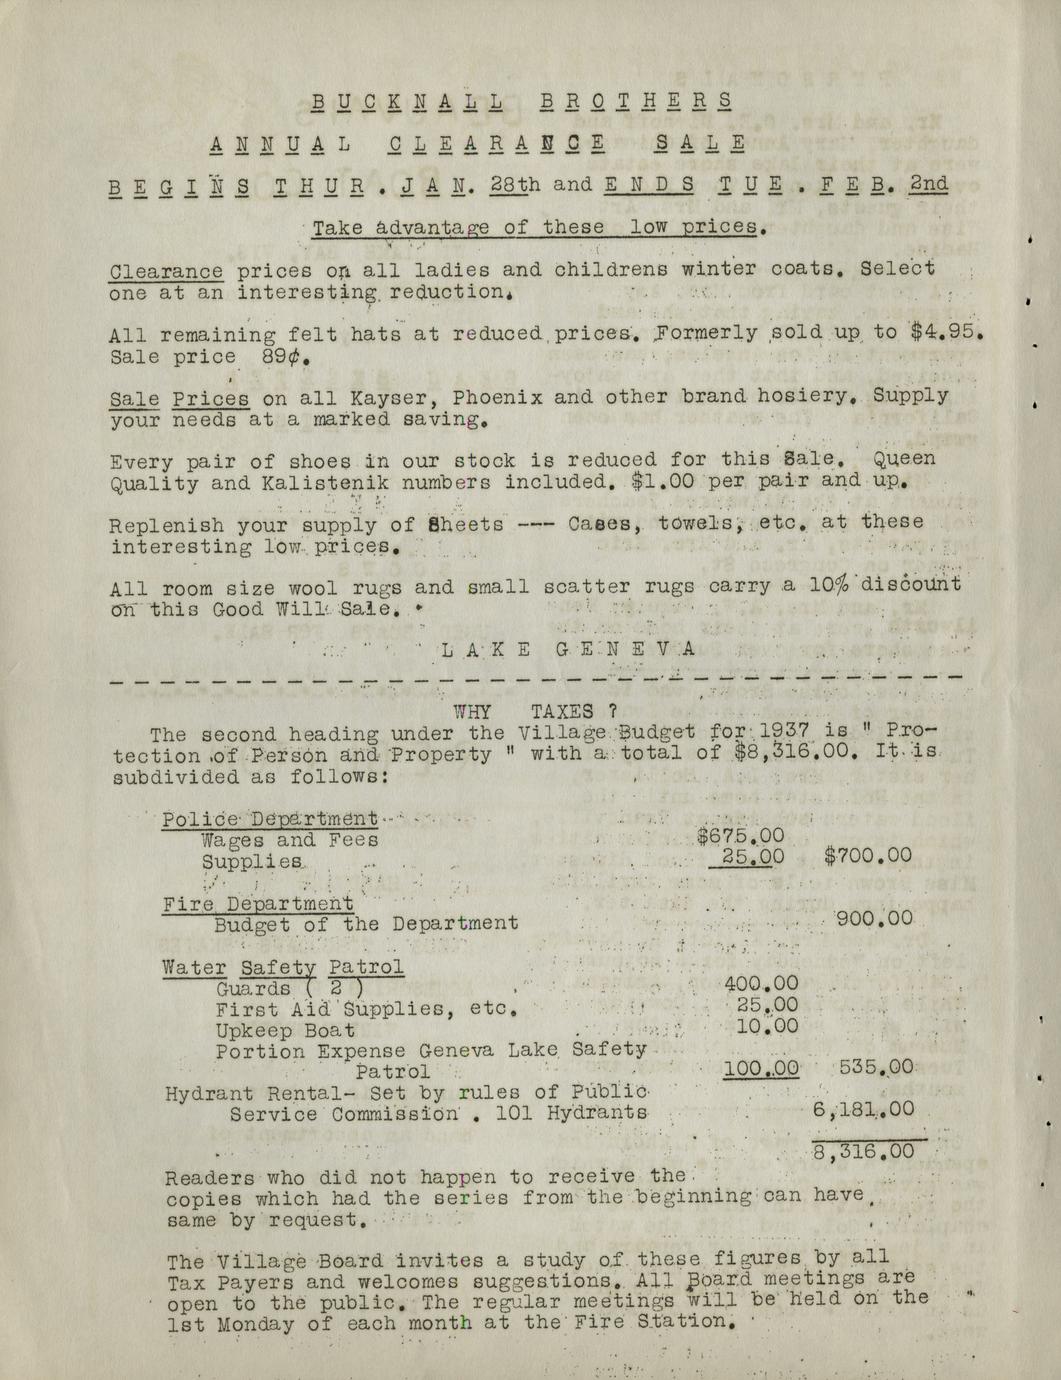 BUCKNALL BROTHERS
ANNUAL CLEARANCE SALE
BEGINS THUR. JAN. 28th and ENDS TUE. FEB. 2nd
Take advantage of these low prices.
Clearance prices on all ladies and childrens winter coats. Select
one at an interesting reduction.
All remaining felt hats at reduced prices. Formerly sold up to $4.95.
Sale price 89¢.
Sale Prices on all Kayser, Phoenix and other brand hosiery. Supply
your needs at a marked saving.
Every pair of shoes in our stock is reduced for this Sale. Queen
Quality and Kalistenik numbers included. $1.00 per pair and up.
Replenish your supply of Sheets --- Cases, towels, etc. at these
interesting low prices.
All room size wool rugs and small scatter rugs carry a 10% discount
on this Good Will Sale.
LAKE GENEVA
WHY TAXES ?
The second heading under the Village Budget for 1937 is " Pro-
tection of Person and Property " with a total of $8,316.00. It is
subdivided as follows:
Police Department
Wages and Fees $675.00
Supplies 25.00 $700.00
Fire Department
Budget of the Department 900.00
Water Safety Patrol
Guards ( 2 ) 400.00
First Aid Supplies, etc. 25.00
Upkeep Boat 10.00
Portion Expense Geneva Lake Safety
Patrol 100.00 535.00
Hydrant Rental- Set by rules of Public
Service Commission . 101 Hydrants 6,181.00
8,316.00
Readers who did not happen to receive the
copies which had the series from the beginning can have
same by request.
The Village Board invites a study of these figures by all
Tax Payers and welcomes suggestions. All Board meetings are
open to the public. The regular meetings will be held on the
1st Monday of each month at the Fire Station.